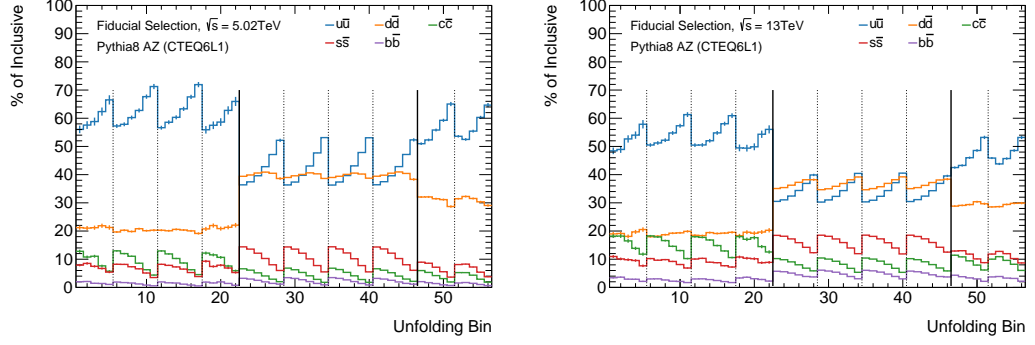 % of Inclusive
100
90
80
70
60
50
40
30
20
10
0
Fiducial Selection, √s = 5.02TeV
Pythia8 AZ (CTEQ6L1)
uū
dd̄
cc̄
ss̄
bb̄
10
20
30
40
50
Unfolding Bin
% of Inclusive
100
90
80
70
60
50
40
30
20
10
0
Fiducial Selection, √s = 13TeV
Pythia8 AZ (CTEQ6L1)
uū
dd̄
cc̄
ss̄
bb̄
10
20
30
40
50
Unfolding Bin